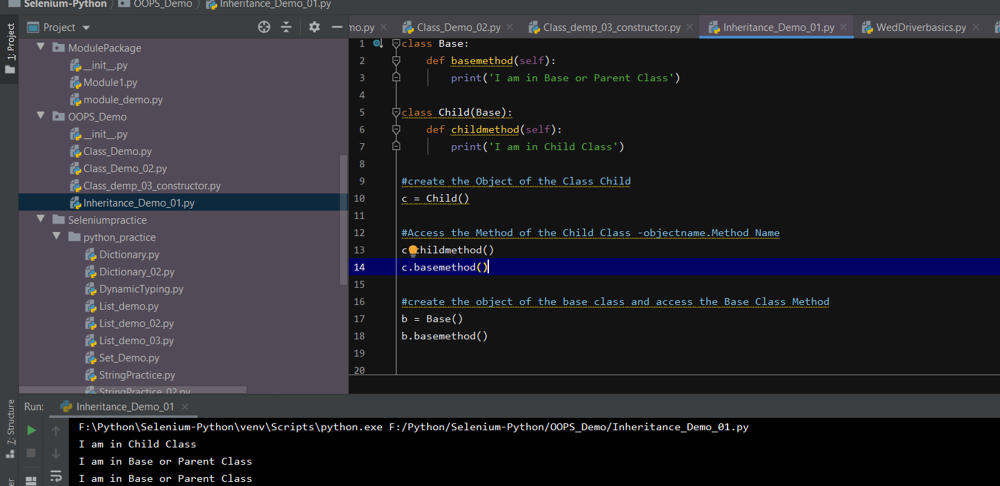 Selenium-Python OOPS_Demo Inheritance_Demo_01.py
1: Project
Project
mo.py Class_Demo_02.py Class_demp_03_constructor.py Inheritance_Demo_01.py WedDriverbasics.py
ModulePackage
__init__.py
Module1.py
module_demo.py
OOPS_Demo
__init__.py
Class_Demo.py
Class_Demo_02.py
Class_demp_03_constructor.py
Inheritance_Demo_01.py
Seleniumpractice
python_practice
Dictionary.py
Dictionary_02.py
DynamicTyping.py
List_demo.py
List_demo_02.py
List_demo_03.py
Set_Demo.py
StringPractice.py
StringPractice_02.py
1 class Base:
2 def basemethod(self):
3 print('I am in Base or Parent Class')
4
5 class Child(Base):
6 def childmethod(self):
7 print('I am in Child Class')
8
9 #create the Object of the Class Child
10 c = Child()
11
12 #Access the Method of the Child Class -objectname.Method Name
13 c hildmethod()
14 c.basemethod()
15
16 #create the object of the base class and access the Base Class Method
17 b = Base()
18 b.basemethod()
19
20
7: Structure
Run: Inheritance_Demo_01
F:\Python\Selenium-Python\venv\Scripts\python.exe F:/Python/Selenium-Python/OOPS_Demo/Inheritance_Demo_01.py
I am in Child Class
I am in Base or Parent Class
I am in Base or Parent Class